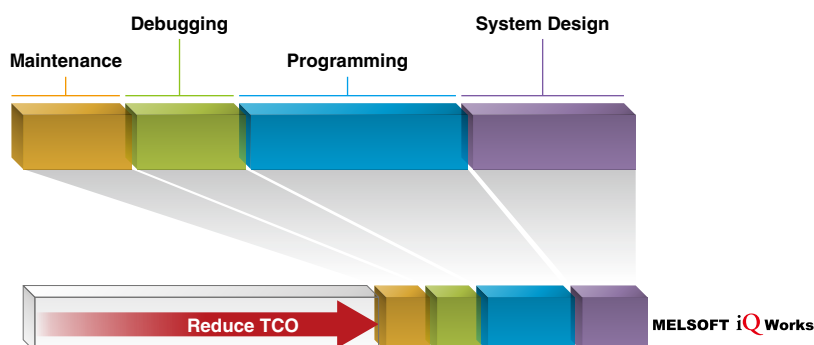 Debugging
System Design
Maintenance
Programming
Reduce TCO
MELSOFT iQ Works